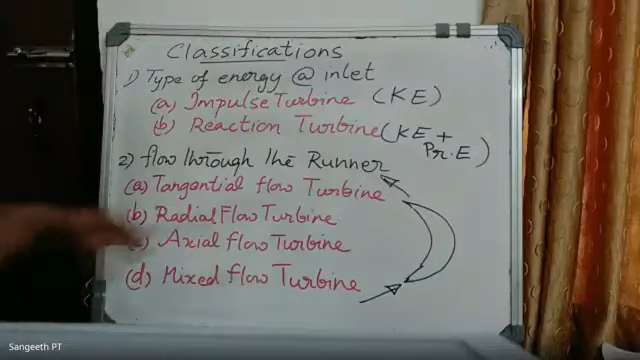 Classifications
1) Type of energy @ inlet
(a) Impulse Turbine (KE)
(b) Reaction Turbine (KE + Pr.E)
2) flow through the Runner
(a) Tangential flow Turbine
(b) Radial Flow Turbine
) Axial flow Turbine
(d) Mixed flow Turbine
Sangeeth PT